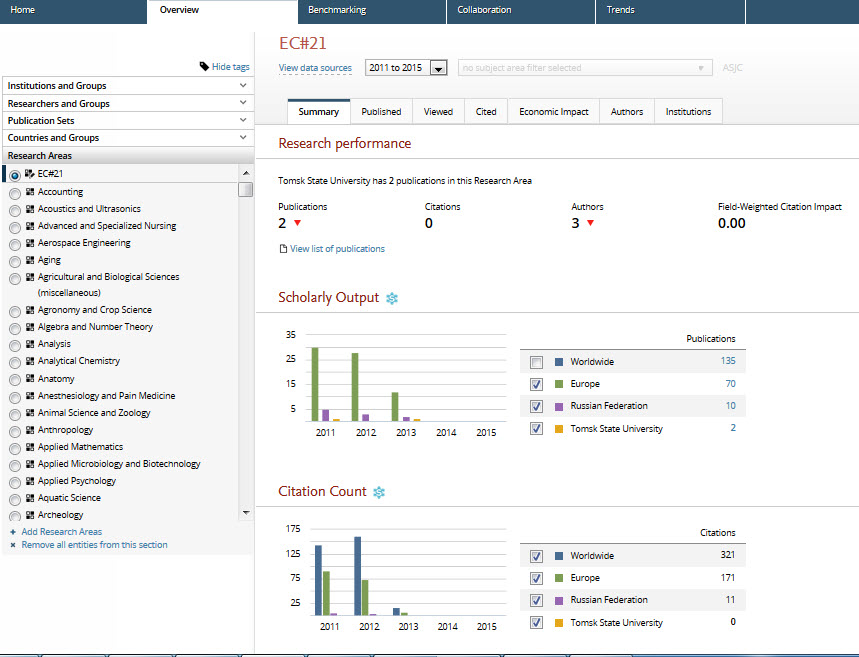 Home
Overview
Benchmarking
Collaboration
Trends
Hide tags
Institutions and Groups
Researchers and Groups
Publication Sets
Countries and Groups
Research Areas
EC#21
Accounting
Acoustics and Ultrasonics
Advanced and Specialized Nursing
Aerospace Engineering
Aging
Agricultural and Biological Sciences
(miscellaneous)
Agronomy and Crop Science
Algebra and Number Theory
Analysis
Analytical Chemistry
Anatomy
Anesthesiology and Pain Medicine
Animal Science and Zoology
Anthropology
Applied Mathematics
Applied Microbiology and Biotechnology
Applied Psychology
Aquatic Science
Archeology
+ Add Research Areas
× Remove all entities from this section
EC#21
View data sources
2011 to 2015
no subject area filter selected
ASJC
Summary
Published
Viewed
Cited
Economic Impact
Authors
Institutions
Research performance
Tomsk State University has 2 publications in this Research Area
Publications
2
Citations
0
Authors
3
Field-Weighted Citation Impact
0.00
View list of publications
Scholarly Output
35
25
15
5
2011 2012 2013 2014 2015
Publications
Worldwide 135
Europe 70
Russian Federation 10
Tomsk State University 2
Citation Count
175
125
75
25
2011 2012 2013 2014 2015
Citations
Worldwide 321
Europe 171
Russian Federation 11
Tomsk State University 0